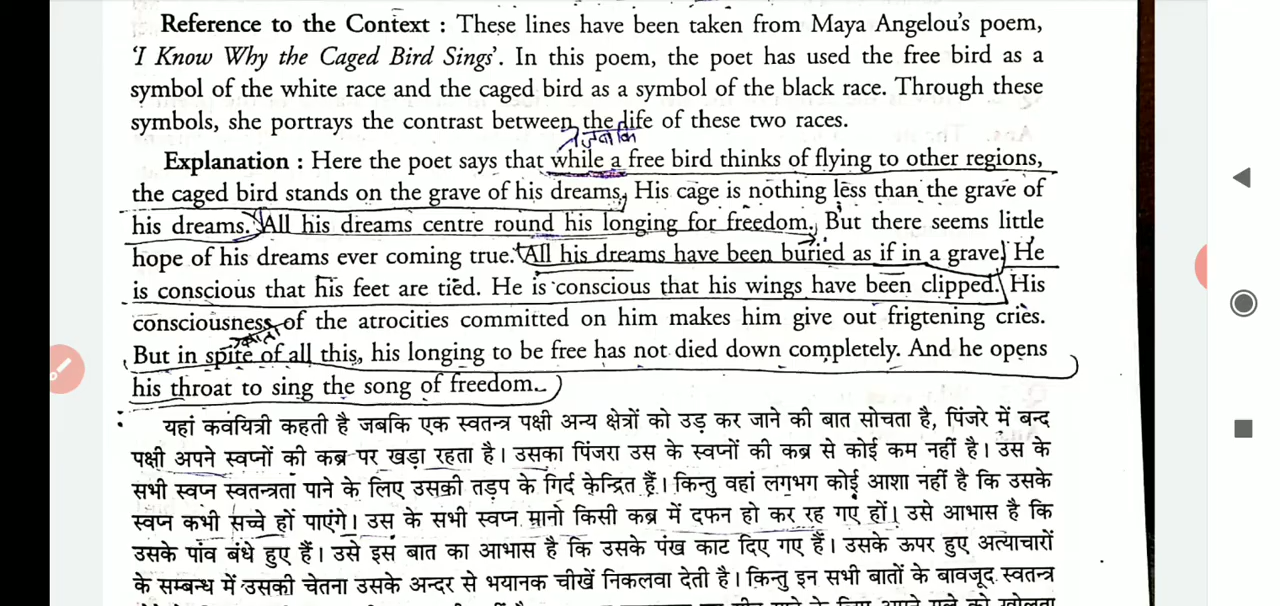 Reference to the Context : These lines have been taken from Maya Angelou's poem,
'I Know Why the Caged Bird Sings'. In this poem, the poet has used the free bird as a
symbol of the white race and the caged bird as a symbol of the black race. Through these
symbols, she portrays the contrast between the life of these two races.
जबकि
Explanation : Here the poet says that while a free bird thinks of flying to other regions,
the caged bird stands on the grave of his dreams. His cage is nothing less than the grave of
his dreams. All his dreams centre round his longing for freedom. But there seems little
hope of his dreams ever coming true. All his dreams have been buried as if in a grave. He
is conscious that his feet are tied. He is conscious that his wings have been clipped. His
consciousness of the atrocities committed on him makes him give out frigtening cries.
But in spite of all this, his longing to be free has not died down completely. And he opens
his throat to sing the song of freedom.
यहां कवयित्री कहती है जबकि एक स्वतन्त्र पक्षी अन्य क्षेत्रों को उड़ कर जाने की बात सोचता है, पिंजरे में बन्द
पक्षी अपने स्वप्नों की कब्र पर खड़ा रहता है। उसका पिंजरा उस के स्वप्नों की कब्र से कोई कम नहीं है। उस के
सभी स्वप्न स्वतन्त्रता पाने के लिए उसकी तड़प के गिर्द केन्द्रित हैं। किन्तु वहां लगभग कोई आशा नहीं है कि उसके
स्वप्न कभी सच्चे हो पाएंगे। उस के सभी स्वप्न मानो किसी कब्र में दफन हो कर रह गए हों। उसे आभास है कि
उसके पांव बंधे हुए हैं। उसे इस बात का आभास है कि उसके पंख काट दिए गए हैं। उसके ऊपर हुए अत्याचारों
के सम्बन्ध में उसकी चेतना उसके अन्दर से भयानक चीखें निकलवा देती है। किन्तु इन सभी बातों के बावजूद स्वतन्त्र